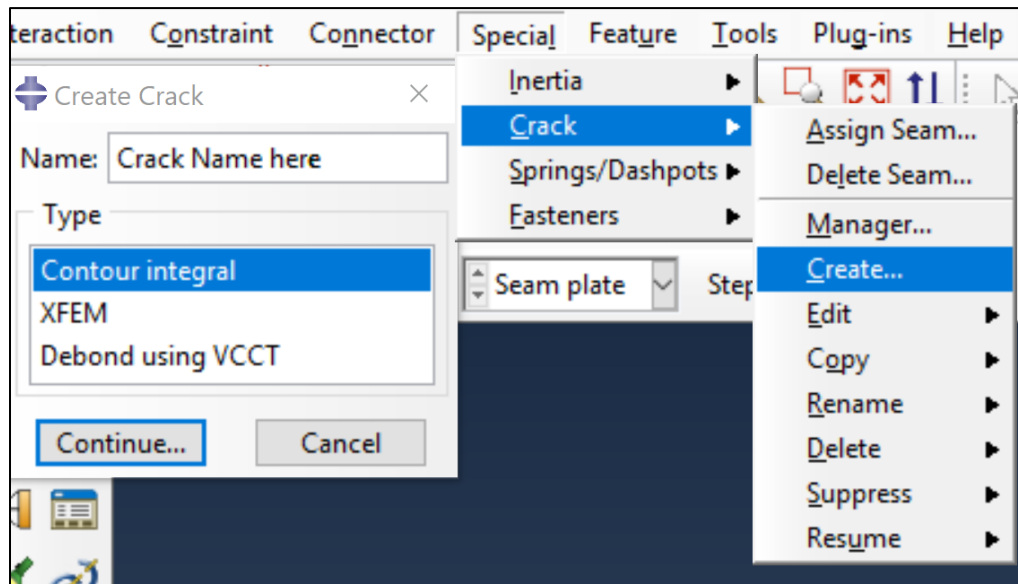 teraction Constraint Connector Special Feature Tools Plug-ins Help
Create Crack
Name: Crack Name here
Type
Contour integral
XFEM
Debond using VCCT
Continue... Cancel
Inertia
Crack
Springs/Dashpots
Fasteners
Seam plate Step
Assign Seam...
Delete Seam...
Manager...
Create...
Edit
Copy
Rename
Delete
Suppress
Resume